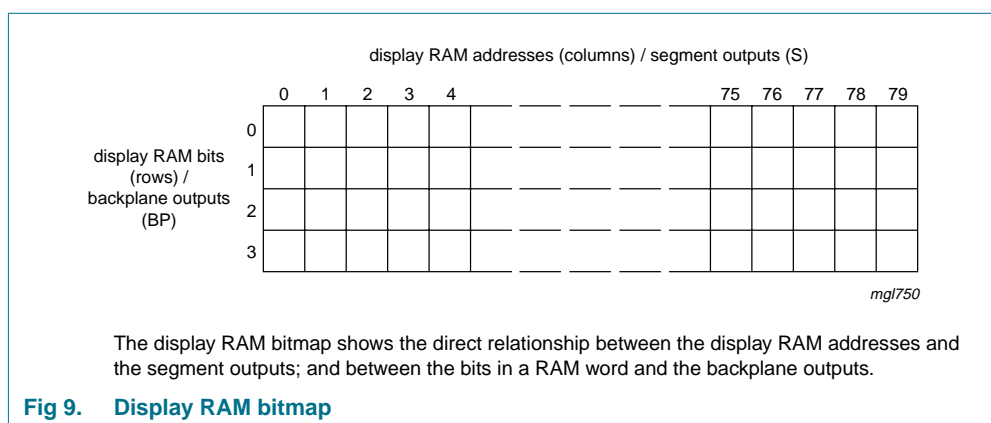 display RAM addresses (columns) / segment outputs (S)
0 1 2 3 4 75 76 77 78 79
0
display RAM bits
(rows) /
1
backplane outputs
2
(BP)
3
mgl750
The display RAM bitmap shows the direct relationship between the display RAM addresses and
the segment outputs; and between the bits in a RAM word and the backplane outputs.
Fig 9. Display RAM bitmap